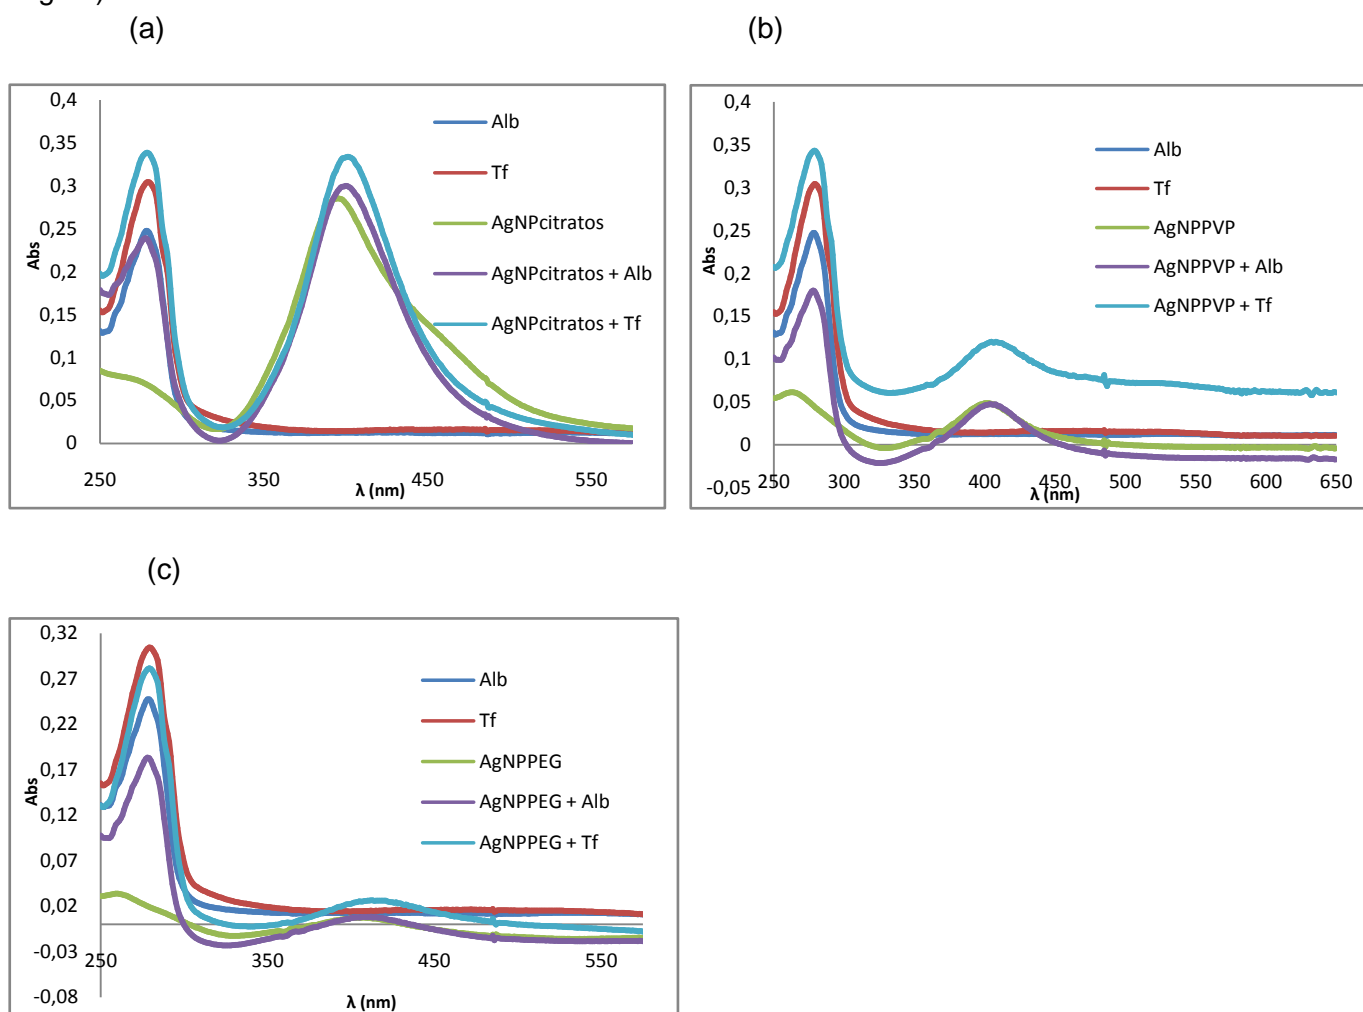 (a)
(b)
0,4
0,35
0,3
0,25
0,2
0,15
0,1
0,05
0
Abs
250
350
450
550
λ (nm)
Alb
Tf
AgNPcitratos
AgNPcitratos + Alb
AgNPcitratos + Tf
0,4
0,35
0,3
0,25
0,2
0,15
0,1
0,05
0
-0,05
Abs
250
300
350
400
450
500
550
600
650
λ (nm)
Alb
Tf
AgNPPVP
AgNPPVP + Alb
AgNPPVP + Tf
(c)
0,32
0,27
0,22
0,17
0,12
0,07
0,02
-0,03
-0,08
Abs
250
350
450
550
λ (nm)
Alb
Tf
AgNPPEG
AgNPPEG + Alb
AgNPPEG + Tf